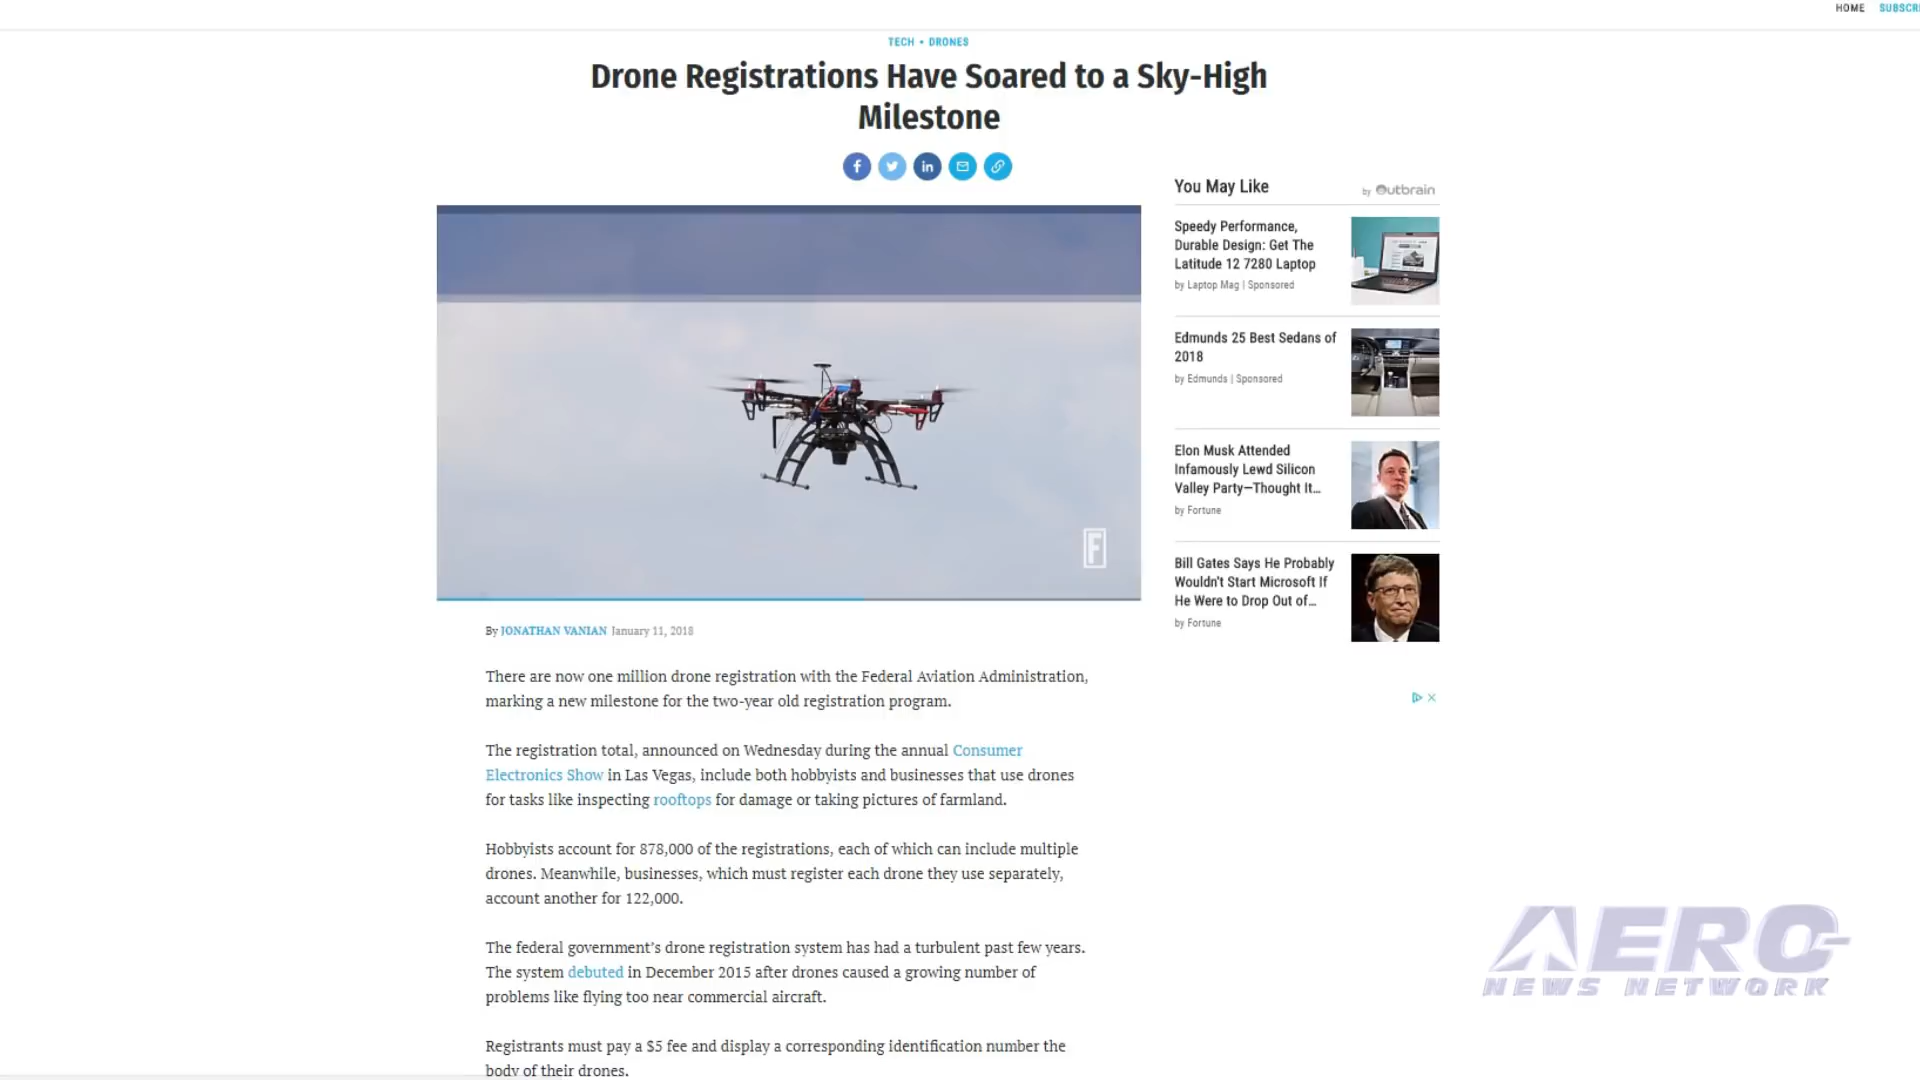 HOME SUBSCRI
TECH • DRONES
Drone Registrations Have Soared to a Sky-High
Milestone
You May Like
by Outbrain
Speedy Performance,
Durable Design: Get The
Latitude 12 7280 Laptop
by Laptop Mag | Sponsored
Edmunds 25 Best Sedans of
2018
by Edmunds | Sponsored
Elon Musk Attended
Infamously Lewd Silicon
Valley Party—Thought It...
by Fortune
Bill Gates Says He Probably
Wouldn't Start Microsoft If
He Were to Drop Out of...
by Fortune
F
By JONATHAN VANIAN January 11, 2018
There are now one million drone registration with the Federal Aviation Administration,
marking a new milestone for the two-year old registration program.
The registration total, announced on Wednesday during the annual Consumer
Electronics Show in Las Vegas, include both hobbyists and businesses that use drones
for tasks like inspecting rooftops for damage or taking pictures of farmland.
Hobbyists account for 878,000 of the registrations, each of which can include multiple
drones. Meanwhile, businesses, which must register each drone they use separately,
account another for 122,000.
The federal government's drone registration system has had a turbulent past few years.
The system debuted in December 2015 after drones caused a growing number of
problems like flying too near commercial aircraft.
Registrants must pay a $5 fee and display a corresponding identification number the
body of their drones.
AERO
NEWS NETWORK